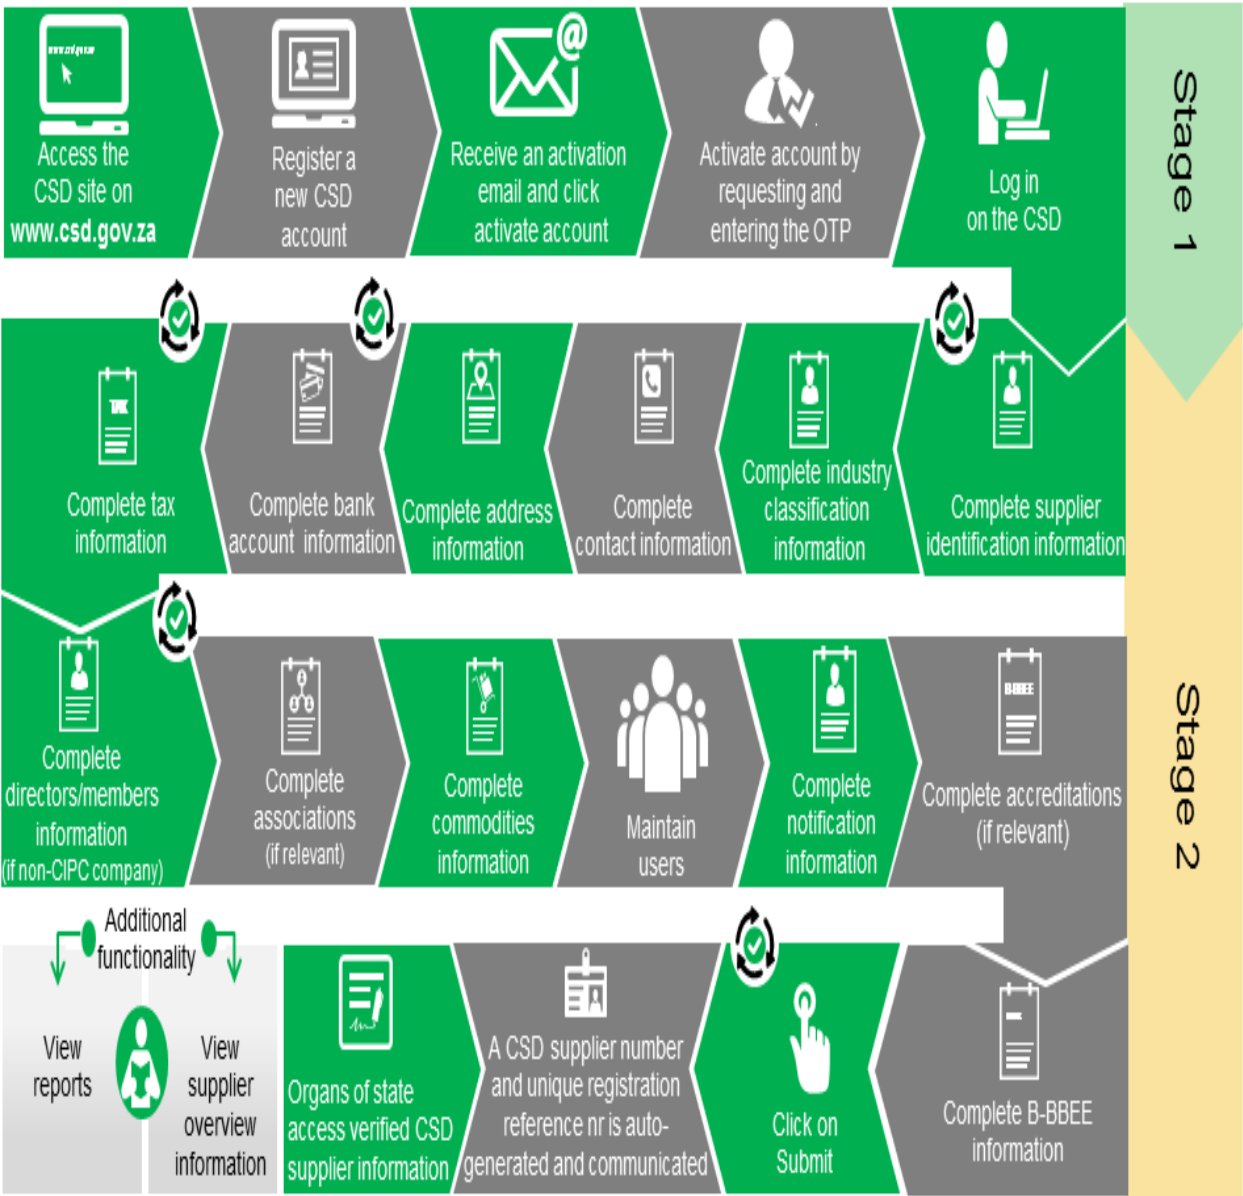 www.csd.gov.za
Access the
CSD site on
www.csd.gov.za
Register a
new CSD
account
@
Receive an activation
email and click
activate account
Activate account by
requesting and
entering the OTP
Log in
on the CSD
Stage 1
Complete supplier
identification information
Complete industry
classification
information
Complete
contact information
Complete address
information
Complete bank
account information
TAX
Complete tax
information
Complete
directors/members
information
(if non-CIPC company)
Complete
associations
(if relevant)
Complete
commodities
information
Maintain
users
Complete
notification
information
B-BBEE
Complete accreditations
(if relevant)
Stage 2
Complete B-BBEE
information
Click on
Submit
A CSD supplier number
and unique registration
reference nr is auto-
generated and communicated
Organs of state
access verified CSD
supplier information
Additional
functionality
View
reports
View
supplier
overview
information